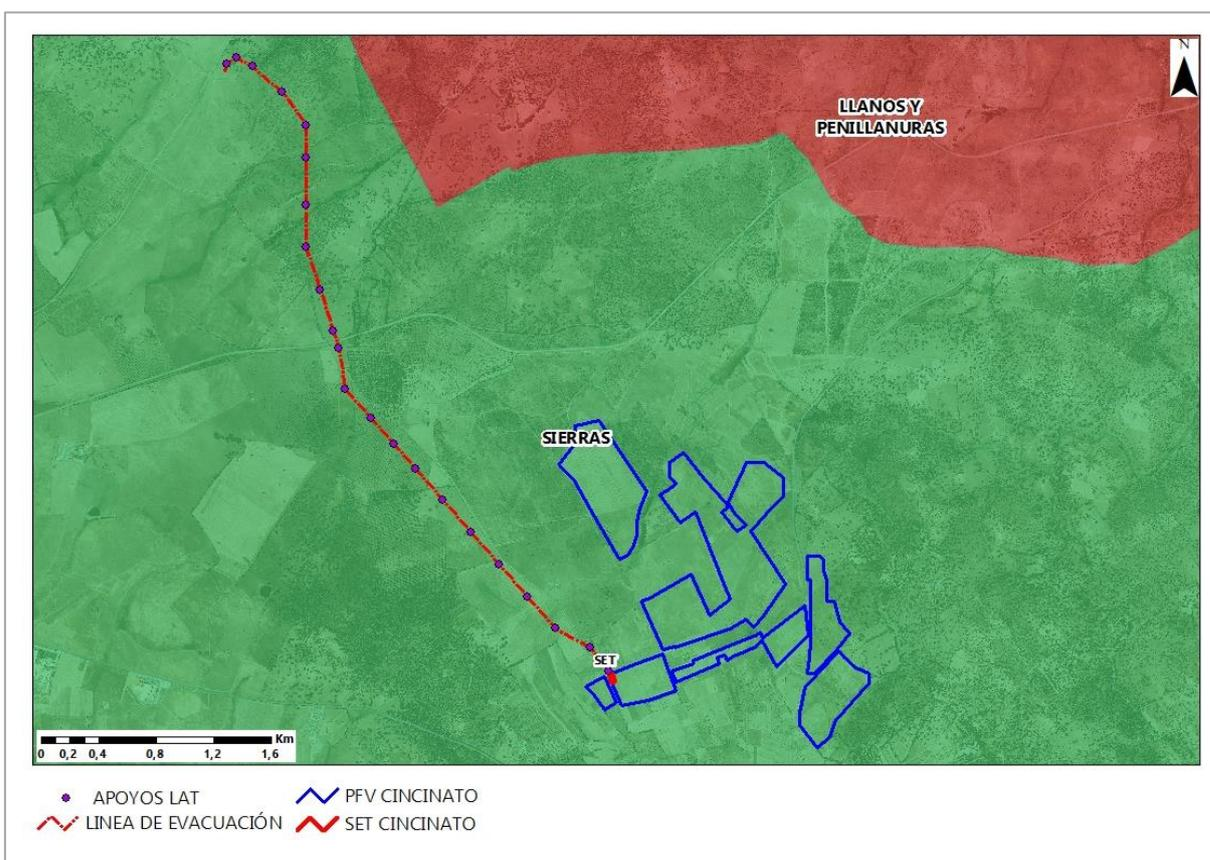 N
LLANOS Y
PENILLANURAS
SIERRAS
SET
Km
0 0,2 0,4 0,8 1,2 1,6
APOYOS LAT
LINEA DE EVACUACIÓN
PFV CINCINATO
SET CINCINATO